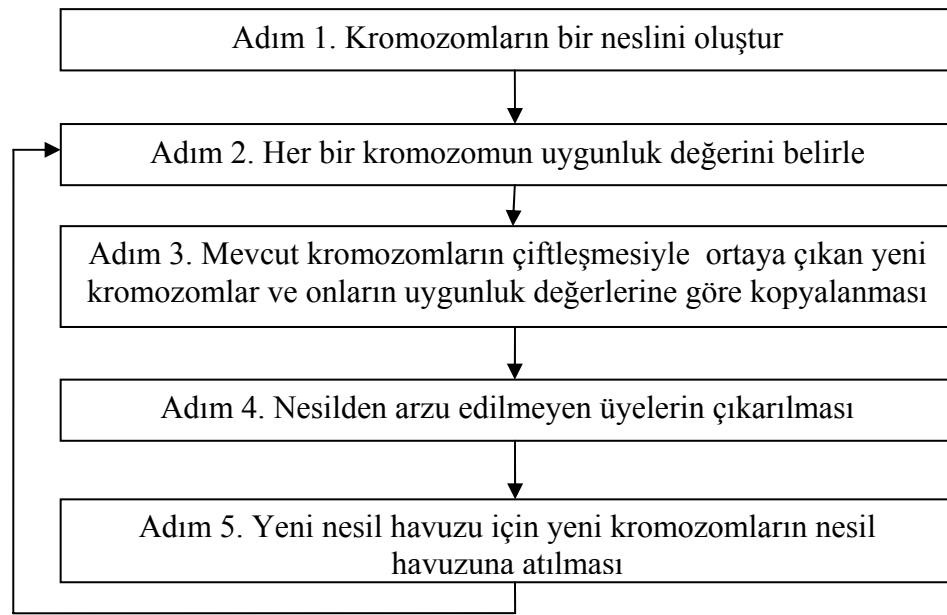 Adım 1. Kromozomların bir neslini oluştur
Adım 2. Her bir kromozomun uygunluk değerini belirle
Adım 3. Mevcut kromozomların çiftleşmesiyle ortaya çıkan yeni
kromozomlar ve onların uygunluk değerlerine göre kopyalanması
Adım 4. Nesilden arzu edilmeyen üyelerin çıkarılması
Adım 5. Yeni nesil havuzu için yeni kromozomların nesil
havuzuna atılması